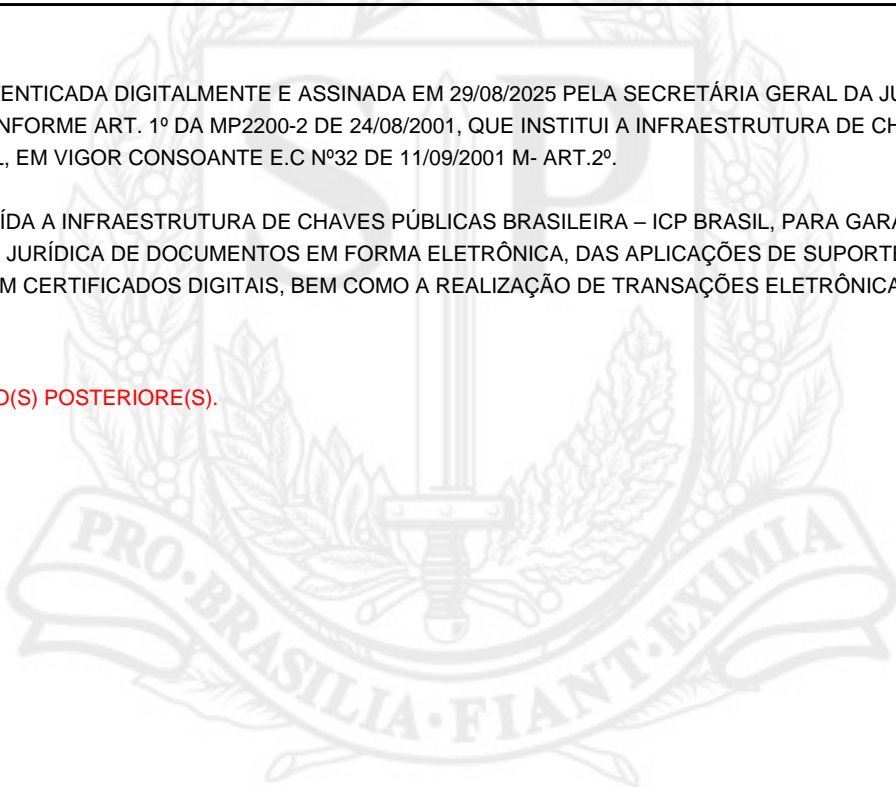 ENTICADA DIGITALMENTE E ASSINADA EM 29/08/2025 PELA SECRETÁRIA GERAL DA JU
NFORME ART. 1º DA MP2200-2 DE 24/08/2001, QUE INSTITUI A INFRAESTRUTURA DE CH
, EM VIGOR CONSOANTE E.C Nº32 DE 11/09/2001 M- ART.2º.
ÍDA A INFRAESTRUTURA DE CHAVES PÚBLICAS BRASILEIRA – ICP BRASIL, PARA GARA
JURÍDICA DE DOCUMENTOS EM FORMA ELETRÔNICA, DAS APLICAÇÕES DE SUPORTE
M CERTIFICADOS DIGITAIS, BEM COMO A REALIZAÇÃO DE TRANSAÇÕES ELETRÔNICA
O(S) POSTERIORE(S).
SP
PRO·BRASILIA·FIANT·EXIMIA